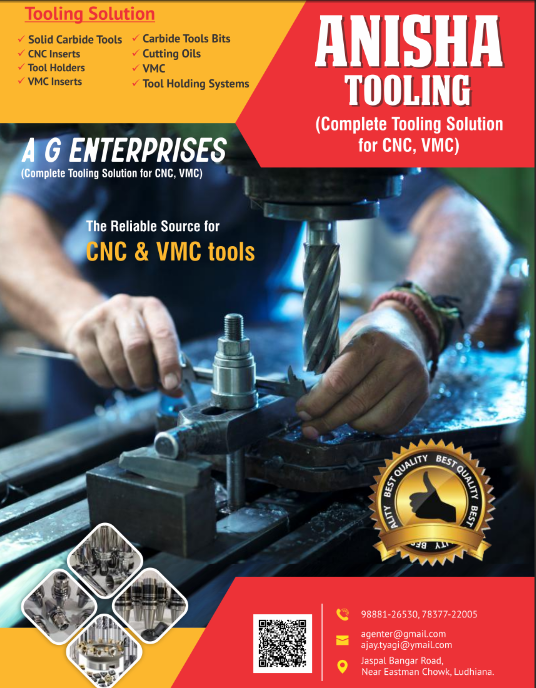 Tooling Solution
✓ Solid Carbide Tools
✓ CNC Inserts
✓ Tool Holders
✓ VMC Inserts
✓ Carbide Tools Bits
✓ Cutting Oils
✓ VMC
✓ Tool Holding Systems
ANISHA
TOOLING
(Complete Tooling Solution
for CNC, VMC)
A G ENTERPRISES
(Complete Tooling Solution for CNC, VMC)
The Reliable Source for
CNC & VMC tools
BEST QUALITY BEST QUALITY BEST
98881-26530, 78377-22005
agenter@gmail.com
ajay.tyagi@ymail.com
Jaspal Bangar Road,
Near Eastman Chowk, Ludhiana.